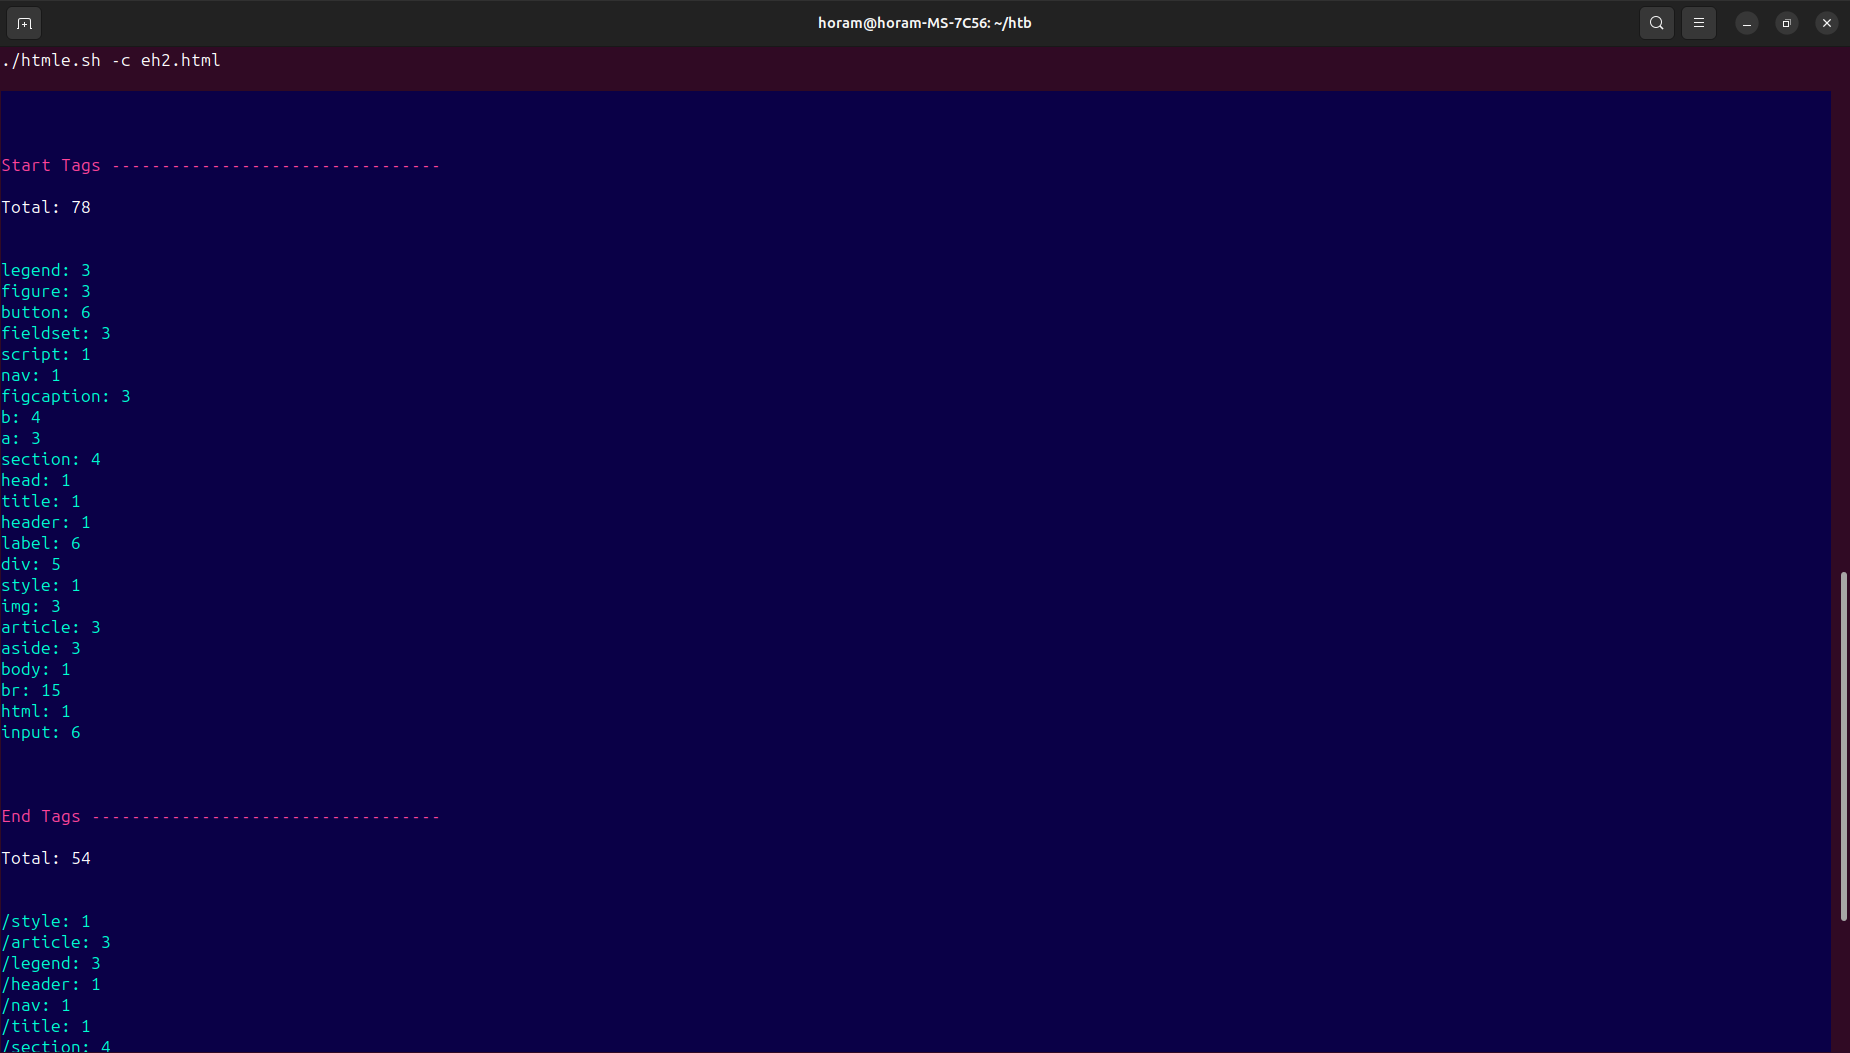 horam@horam-MS-7C56: ~/htb
./htmle.sh -c eh2.html
Start Tags ---------------------------------
Total: 78
legend: 3
figure: 3
button: 6
fieldset: 3
script: 1
nav: 1
figcaption: 3
b: 4
a: 3
section: 4
head: 1
title: 1
header: 1
label: 6
div: 5
style: 1
img: 3
article: 3
aside: 3
body: 1
br: 15
html: 1
input: 6
End Tags -----------------------------------
Total: 54
/style: 1
/article: 3
/legend: 3
/header: 1
/nav: 1
/title: 1
/section: 4